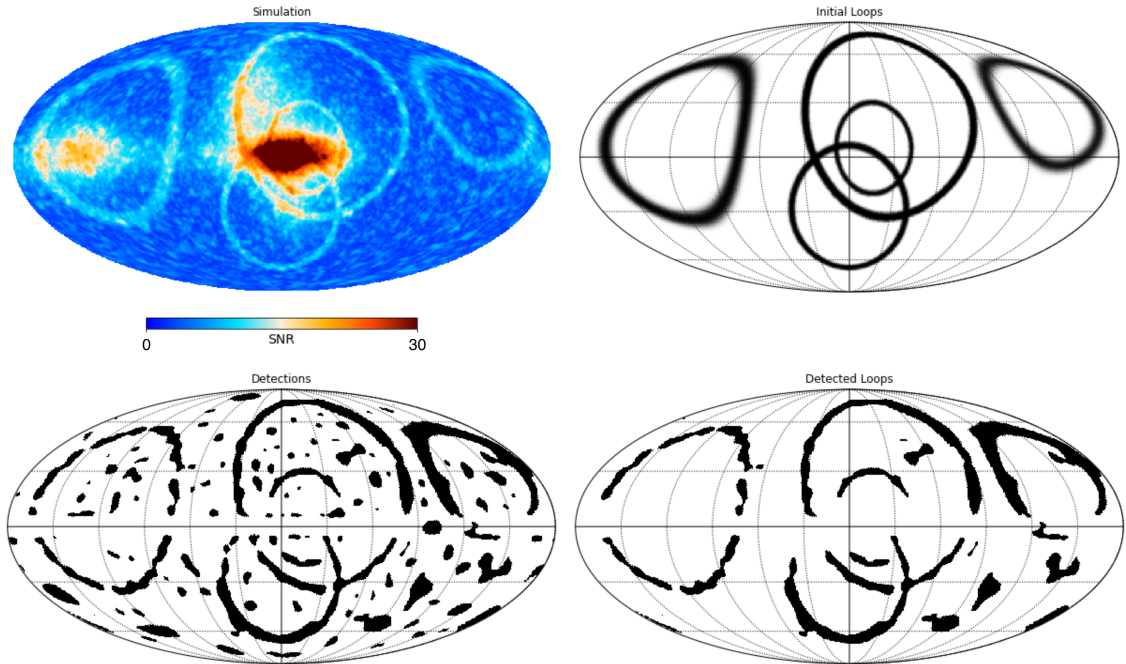 Simulation
Initial Loops
0
SNR
30
Detections
Detected Loops